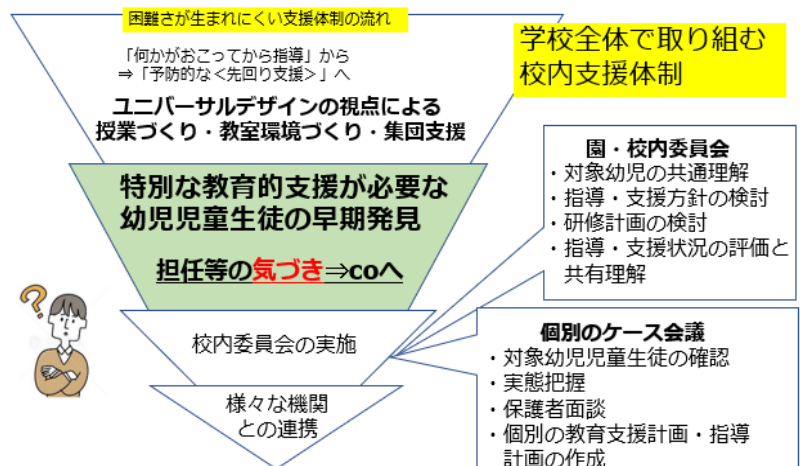 困難さが生まれにくい支援体制の流れ
「何かがおこってから指導」から
⇒「予防的な<先回り支援>」へ
ユニバーサルデザインの視点による
授業づくり・教室環境づくり・集団支援
学校全体で取り組む
校内支援体制
特別な教育的支援が必要な
幼児児童生徒の早期発見
担任等の気づき⇒coへ
園・校内委員会
・対象幼児の共通理解
・指導・支援方針の検討
・研修計画の検討
・指導・支援状況の評価と
共有理解
校内委員会の実施
様々な機関
との連携
個別のケース会議
・対象幼児児童生徒の確認
・実態把握
・保護者面談
・個別の教育支援計画・指導
計画の作成